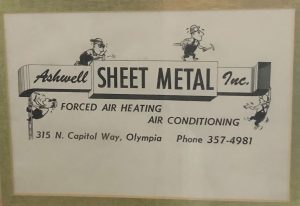 Ashwell SHEET METAL Inc.
FORCED AIR HEATING
AIR CONDITIONING
315 N. Capitol Way, Olympia Phone 357-4981